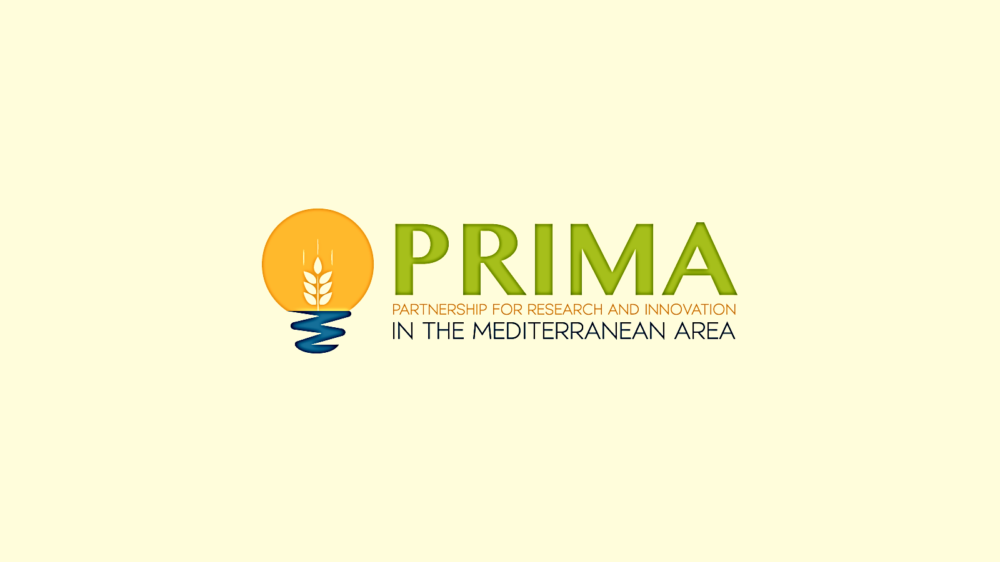 PRIMA
PARTNERSHIP FOR RESEARCH AND INNOVATION
IN THE MEDITERRANEAN AREA